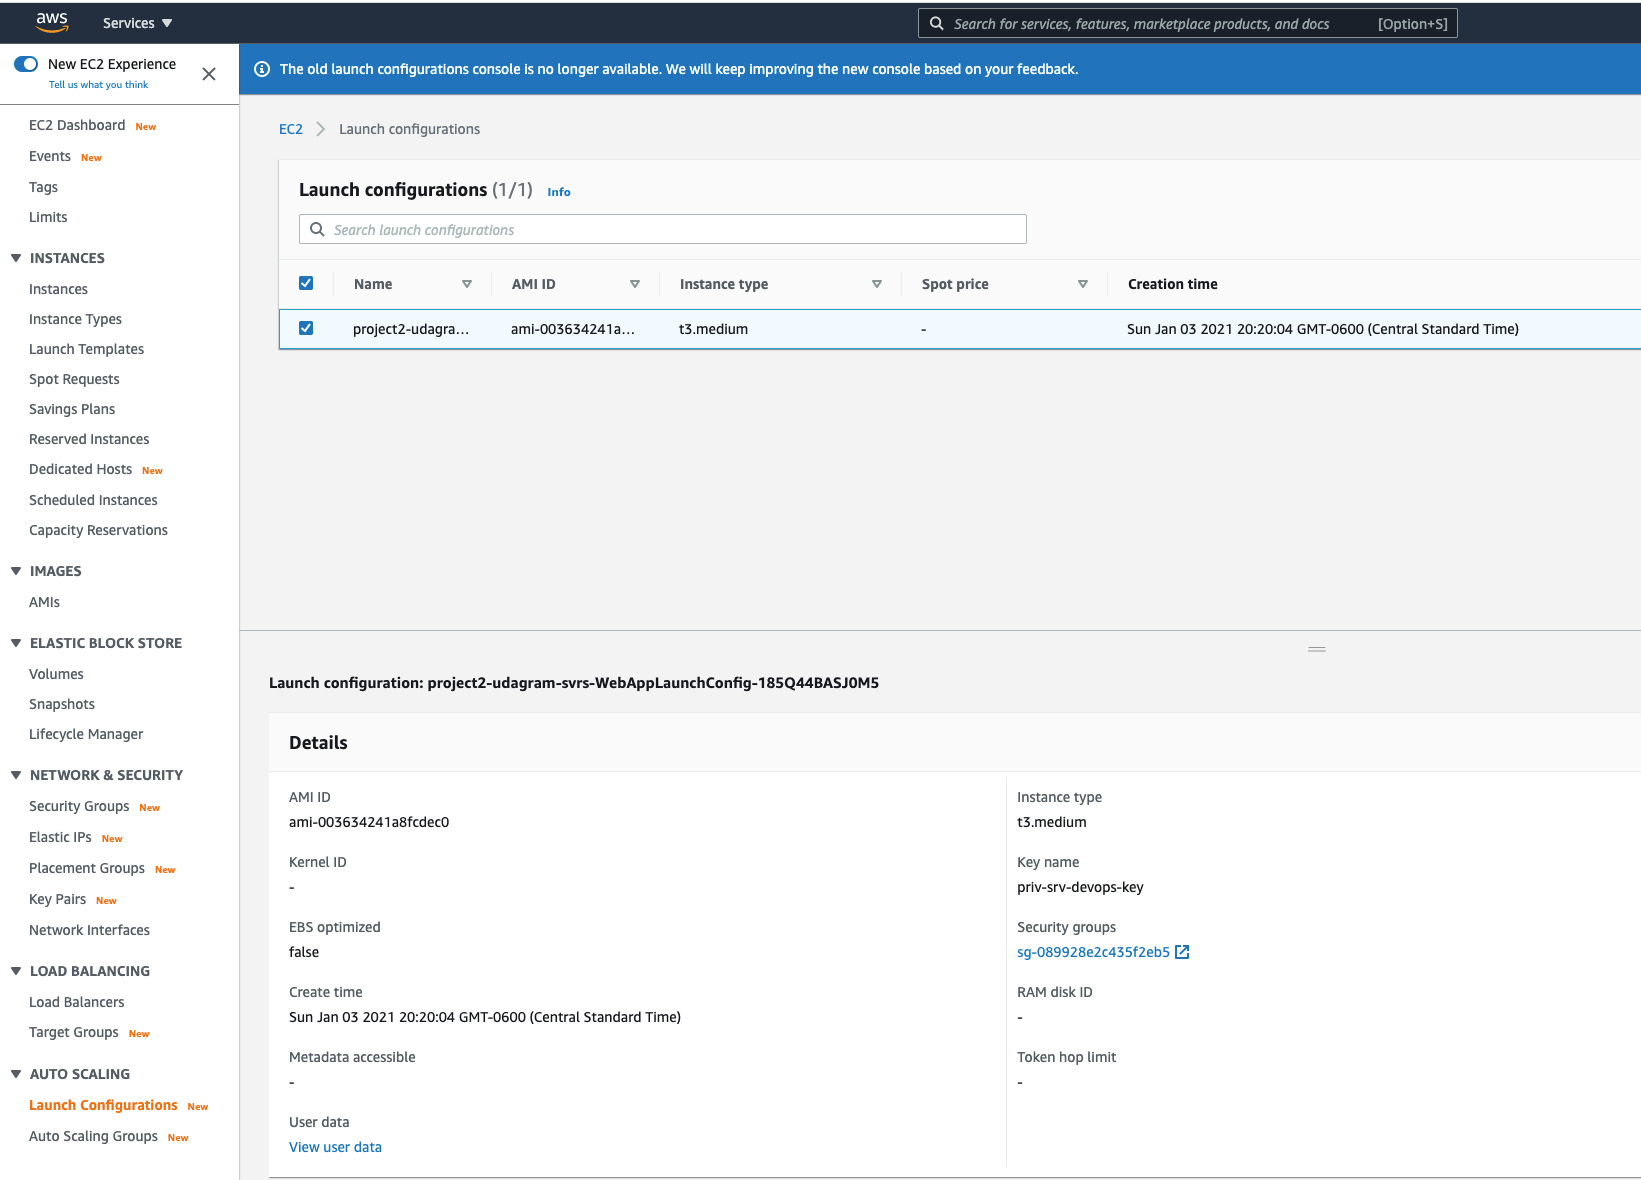 aws
Services
Search for services, features, marketplace products, and docs [Option+S]
New EC2 Experience
Tell us what you think
The old launch configurations console is no longer available. We will keep improving the new console based on your feedback.
EC2 Dashboard New
Events New
Tags
Limits
INSTANCES
Instances
Instance Types
Launch Templates
Spot Requests
Savings Plans
Reserved Instances
Dedicated Hosts New
Scheduled Instances
Capacity Reservations
IMAGES
AMIs
ELASTIC BLOCK STORE
Volumes
Snapshots
Lifecycle Manager
NETWORK & SECURITY
Security Groups New
Elastic IPs New
Placement Groups New
Key Pairs New
Network Interfaces
LOAD BALANCING
Load Balancers
Target Groups New
AUTO SCALING
Launch Configurations New
Auto Scaling Groups New
EC2 Launch configurations
Launch configurations (1/1) Info
Search launch configurations
Name AMI ID Instance type Spot price Creation time
project2-udagra... ami-003634241a... t3.medium - Sun Jan 03 2021 20:20:04 GMT-0600 (Central Standard Time)
Launch configuration: project2-udagram-svrs-WebAppLaunchConfig-185Q44BASJ0M5
Details
AMI ID
ami-003634241a8fcdec0
Kernel ID
-
EBS optimized
false
Create time
Sun Jan 03 2021 20:20:04 GMT-0600 (Central Standard Time)
Metadata accessible
-
User data
View user data
Instance type
t3.medium
Key name
priv-srv-devops-key
Security groups
sg-089928e2c435f2eb5
RAM disk ID
-
Token hop limit
-